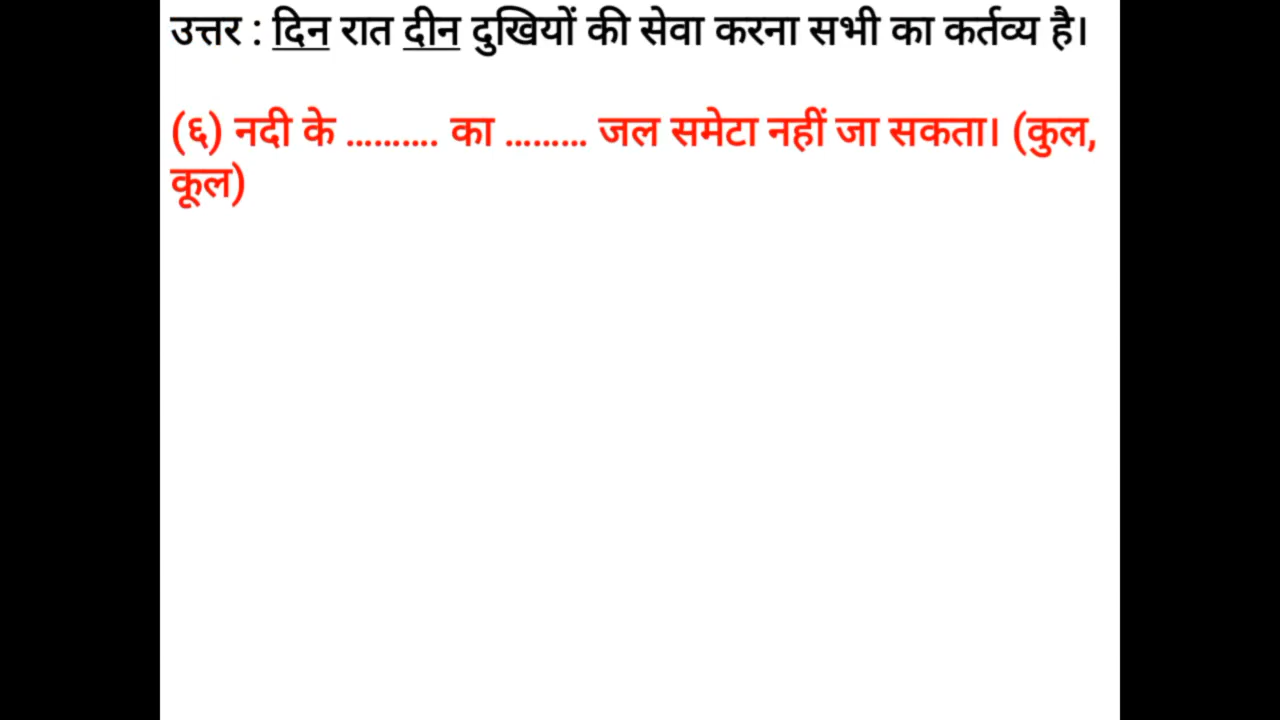 उत्तर : दिन रात दीन दुखियों की सेवा करना सभी का कर्तव्य है।
(६) नदी के .......... का ......... जल समेटा नहीं जा सकता। (कुल,
कूल)